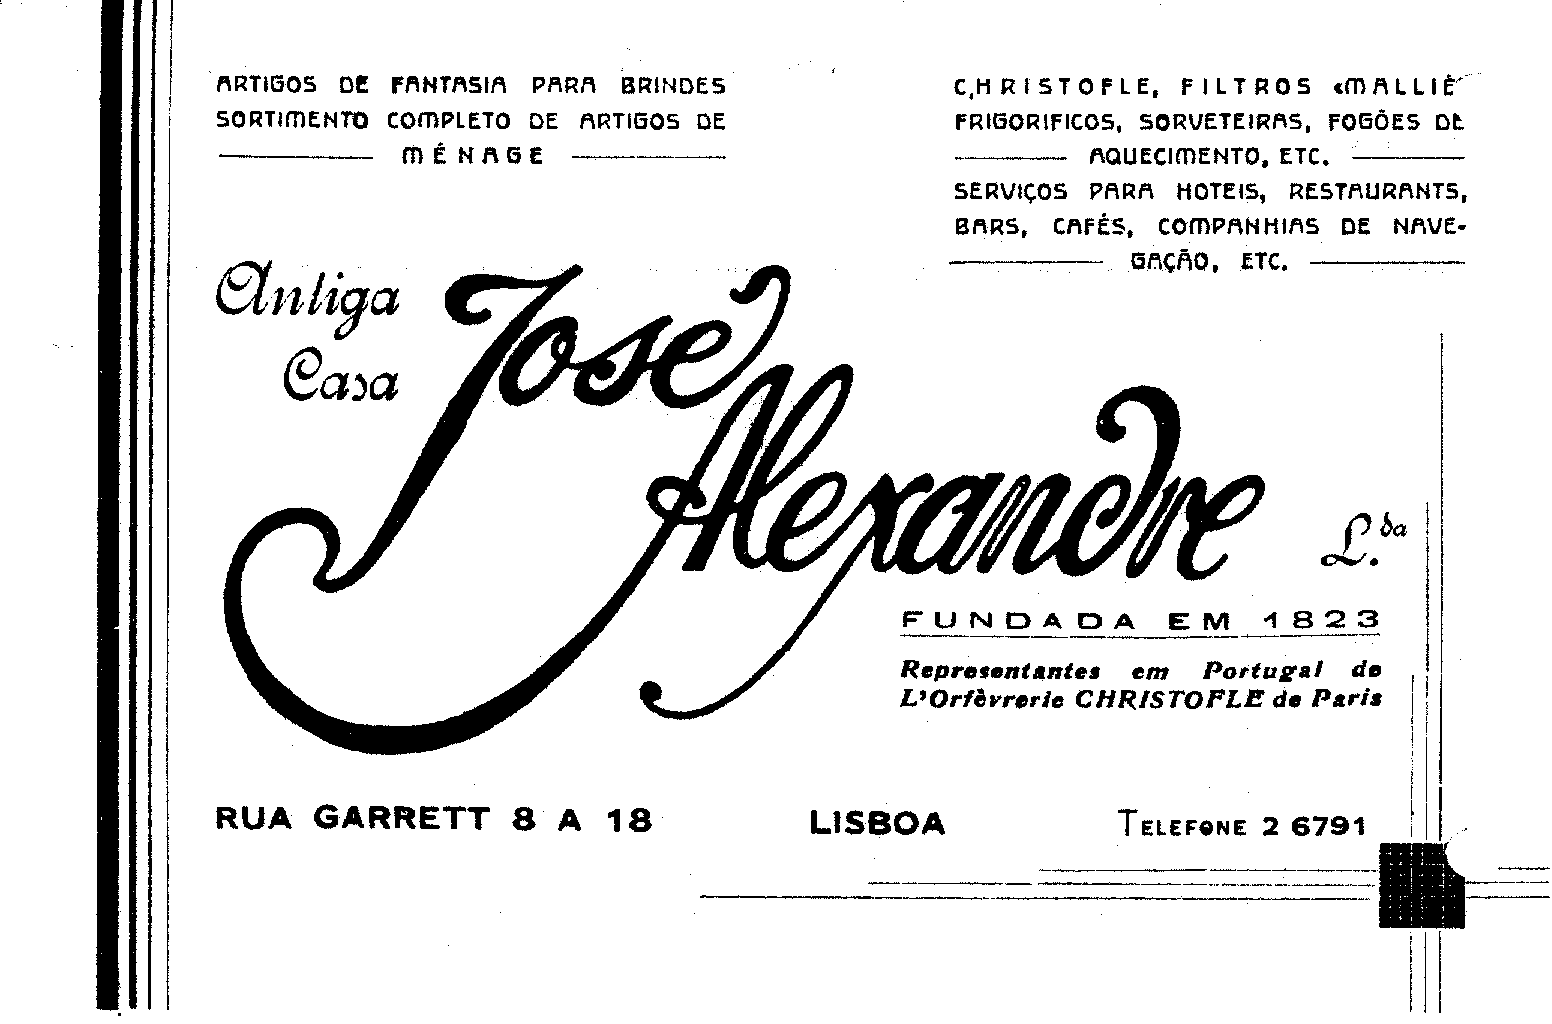 ARTIGOS DE FANTASIA PARA BRINDES
SORTIMENTO COMPLETO DE ARTIGOS DE
MÉNAGE
CHRISTOFLE, FILTROS «MALLIÉ
FRIGORIFICOS, SORVETEIRAS, FOGÕES DE
AQUECIMENTO, ETC.
SERVIÇOS PARA HOTEIS, RESTAURANTS,
BARS, CAFÉS, COMPANHIAS DE NAVE-
GAÇÃO, ETC.
Antiga
Casa
José
Alexandre
L.da
FUNDADA EM 1823
Representantes em Portugal de
L'Orfèvrerie CHRISTOFLE de Paris
RUA GARRETT 8 A 18 LISBOA TELEFONE 2 6791